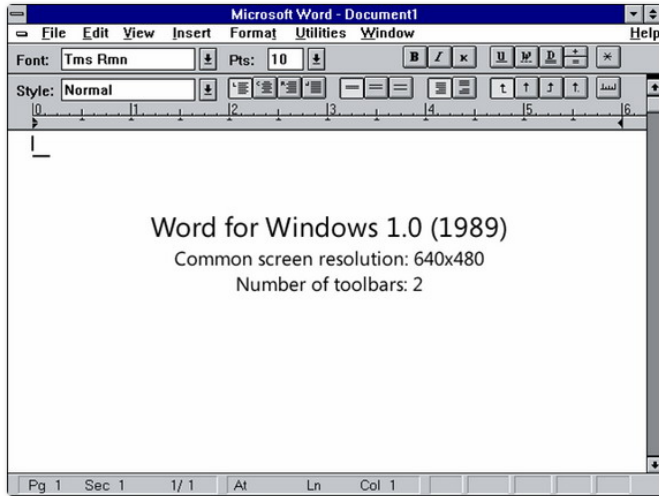 Microsoft Word - Document1
File Edit View Insert Format Utilities Window Help
Font: Tms Rmn Pts: 10 B I K U W D + = *
Style: Normal
0 1 2 3 4 5 6
Word for Windows 1.0 (1989)
Common screen resolution: 640x480
Number of toolbars: 2
Pg 1 Sec 1 1/ 1 At Ln Col 1